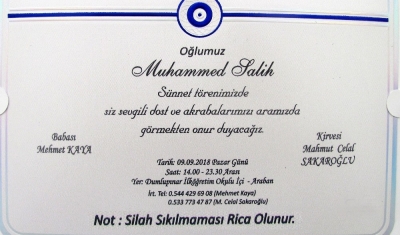 Oğlumuz
Muhammed Salih
Sünnet törenimizde
siz sevgili dost ve akrabalarımızı aramızda
görmekten onur duyacağız.
Babası
Mehmet KAYA
Kirvesi
Mahmut Celal
SAKAROĞLU
Tarih: 09.09.2018 Pazar Günü
Saat: 14.00 - 23.30 Arası
Yer: Dumlupınar İlköğretim Okulu İçi - Araban
İrt. Tel: 0.544 429 69 08 (Mehmet Kaya)
0.533 773 47 87 (M. Celal Sakaroğlu)
Not : Silah Sıkılmaması Rica Olunur.